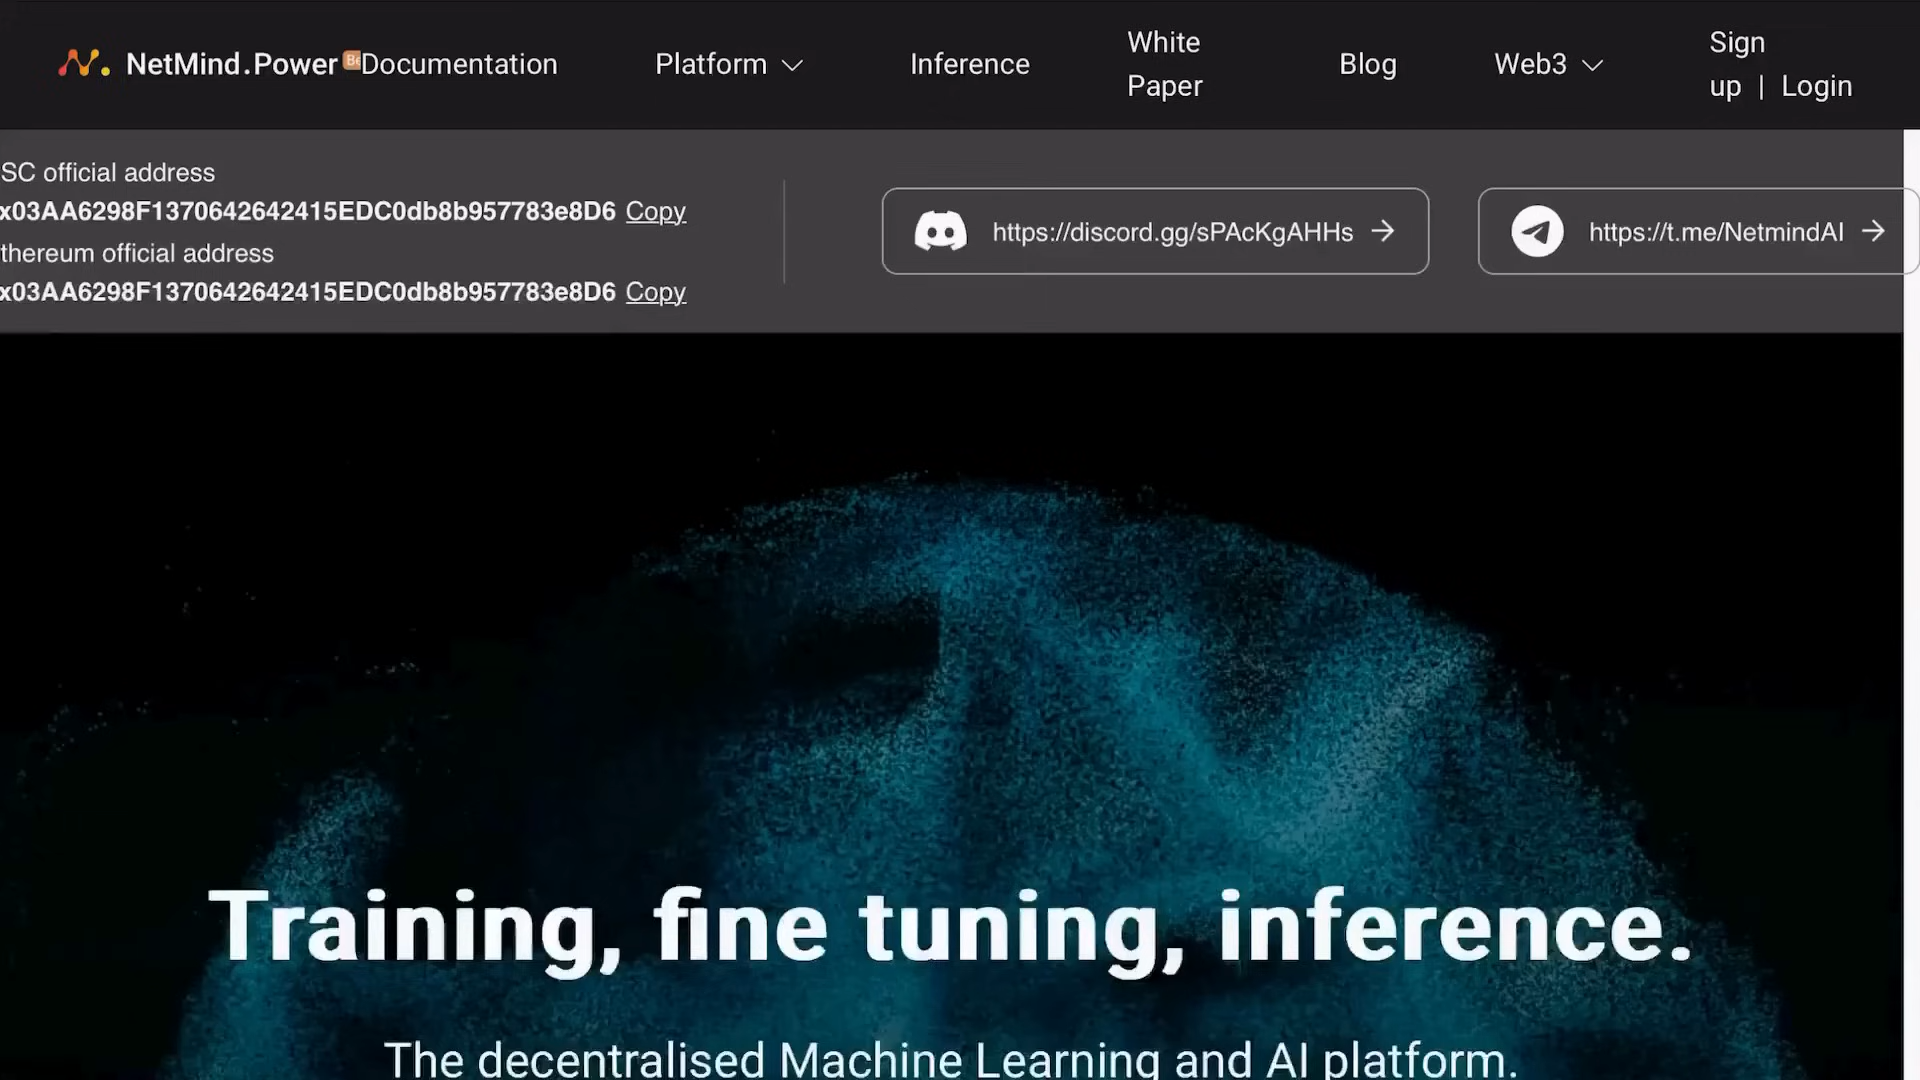 NetMind.Power Be
Documentation
Platform
Inference
White
Paper
Blog
Web3
Sign
up | Login
SC official address
x03AA6298F1370642642415EDC0db8b957783e8D6 Copy
thereum official address
x03AA6298F1370642642415EDC0db8b957783e8D6 Copy
https://discord.gg/sPAcKgAHHs
https://t.me/NetmindAI
Training, fine tuning, inference.
The decentralised Machine Learning and AI platform.